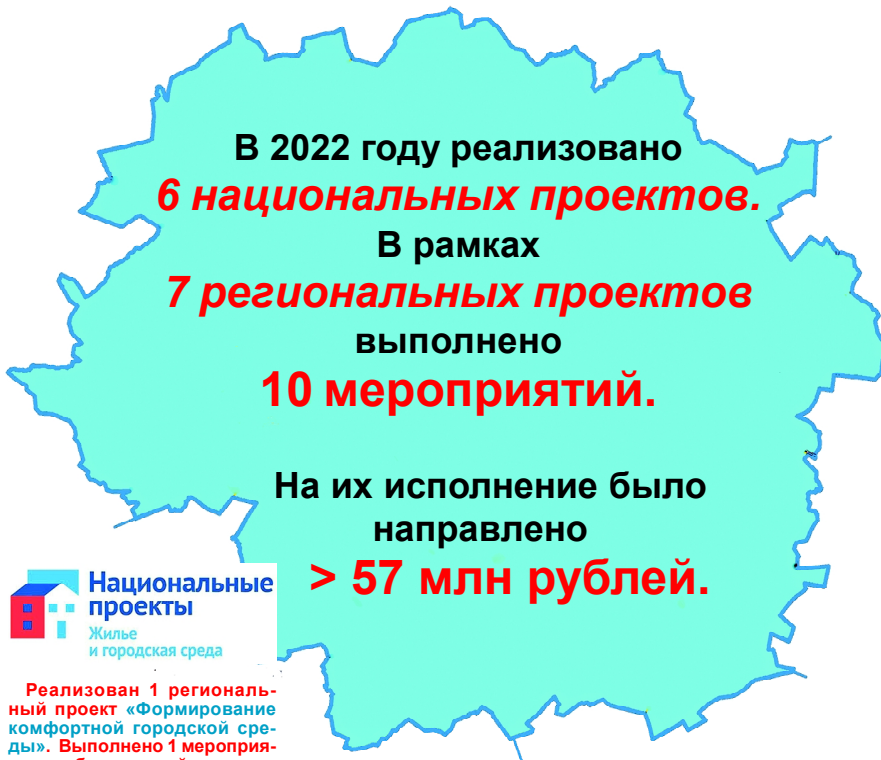 В 2022 году реализовано
6 национальных проектов.
В рамках
7 региональных проектов
выполнено
10 мероприятий.
На их исполнение было
направлено
> 57 млн рублей.
Национальные
проекты
Жилье
и городская среда
Реализован 1 региональ-
ный проект «Формирование
комфортной городской сре-
ды». Выполнено 1 мероприя-